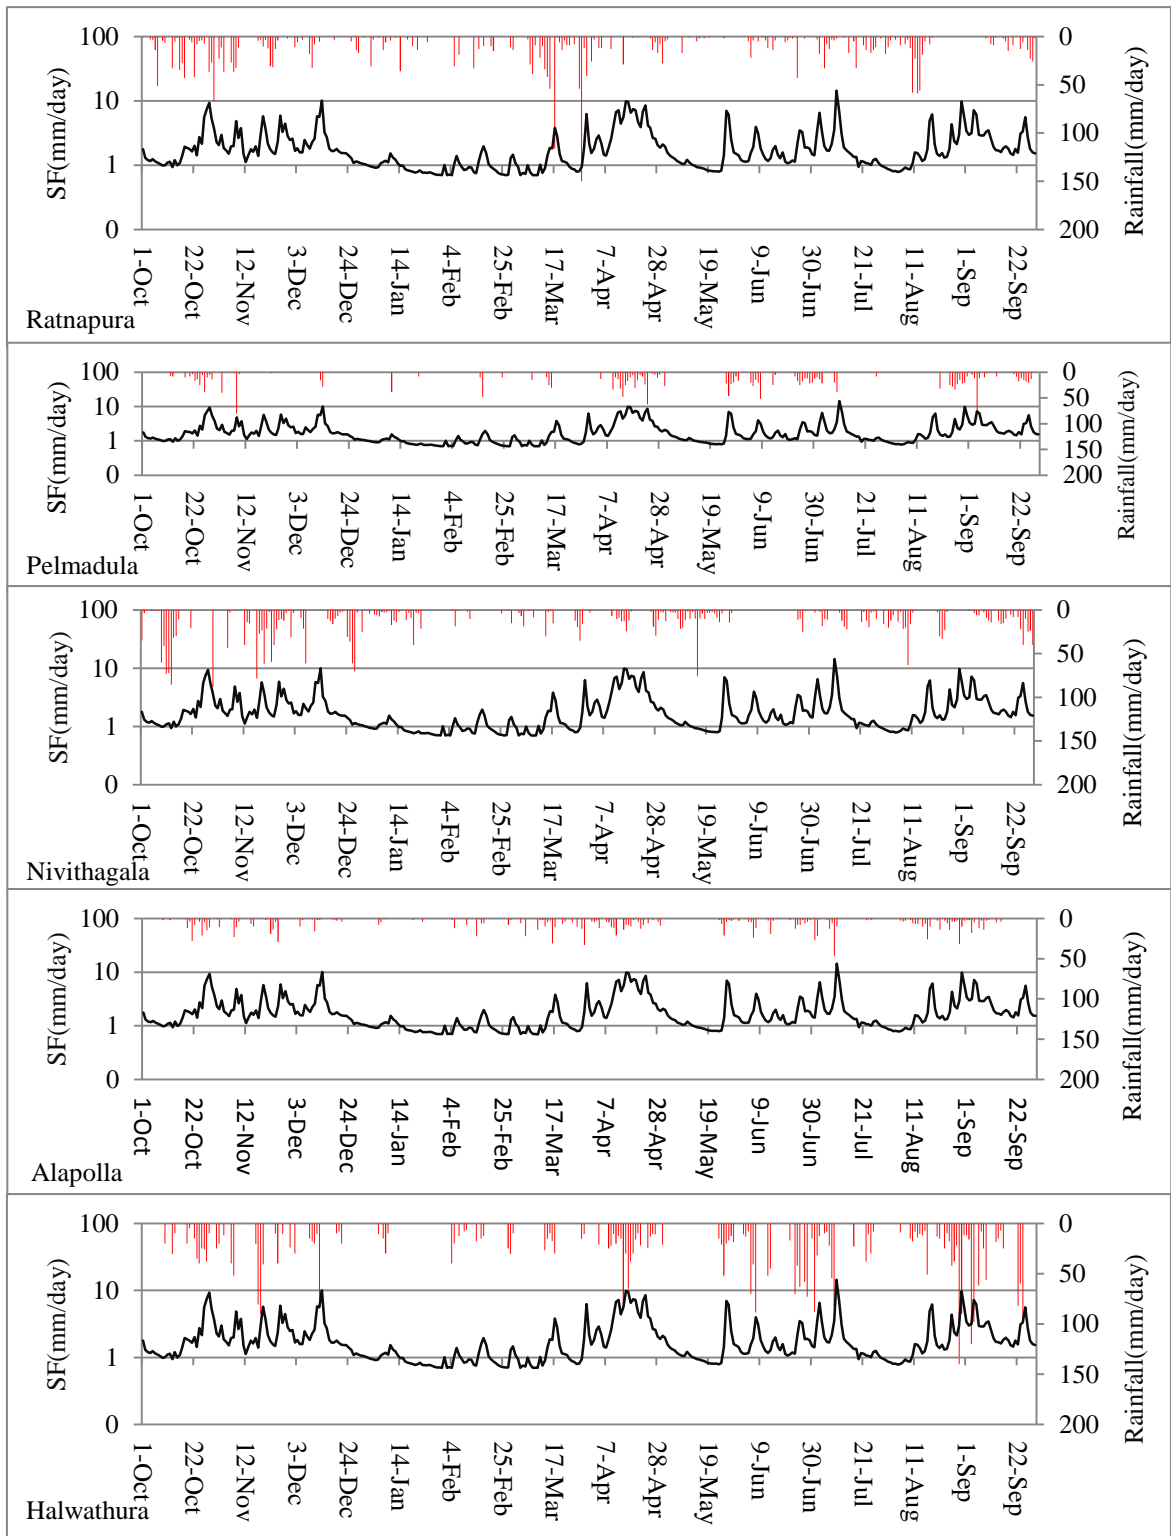 SF(mm/day)
100
10
1
0
Rainfall(mm/day)
0
50
100
150
200
1-Oct
22-Oct
12-Nov
3-Dec
24-Dec
14-Jan
4-Feb
25-Feb
17-Mar
7-Apr
28-Apr
19-May
9-Jun
30-Jun
21-Jul
11-Aug
1-Sep
22-Sep
Ratnapura
SF(mm/day)
100
10
1
0
Rainfall(mm/day)
0
50
100
150
200
1-Oct
22-Oct
12-Nov
3-Dec
24-Dec
14-Jan
4-Feb
25-Feb
17-Mar
7-Apr
28-Apr
19-May
9-Jun
30-Jun
21-Jul
11-Aug
1-Sep
22-Sep
Pelmadula
SF(mm/day)
100
10
1
0
Rainfall(mm/day)
0
50
100
150
200
1-Oct
22-Oct
12-Nov
3-Dec
24-Dec
14-Jan
4-Feb
25-Feb
17-Mar
7-Apr
28-Apr
19-May
9-Jun
30-Jun
21-Jul
11-Aug
1-Sep
22-Sep
Nivithagala
SF(mm/day)
100
10
1
0
Rainfall(mm/day)
0
50
100
150
200
1-Oct
22-Oct
12-Nov
3-Dec
24-Dec
14-Jan
4-Feb
25-Feb
17-Mar
7-Apr
28-Apr
19-May
9-Jun
30-Jun
21-Jul
11-Aug
1-Sep
22-Sep
Alapolla
SF(mm/day)
100
10
1
0
Rainfall(mm/day)
0
50
100
150
200
1-Oct
22-Oct
12-Nov
3-Dec
24-Dec
14-Jan
4-Feb
25-Feb
17-Mar
7-Apr
28-Apr
19-May
9-Jun
30-Jun
21-Jul
11-Aug
1-Sep
22-Sep
Halwathura